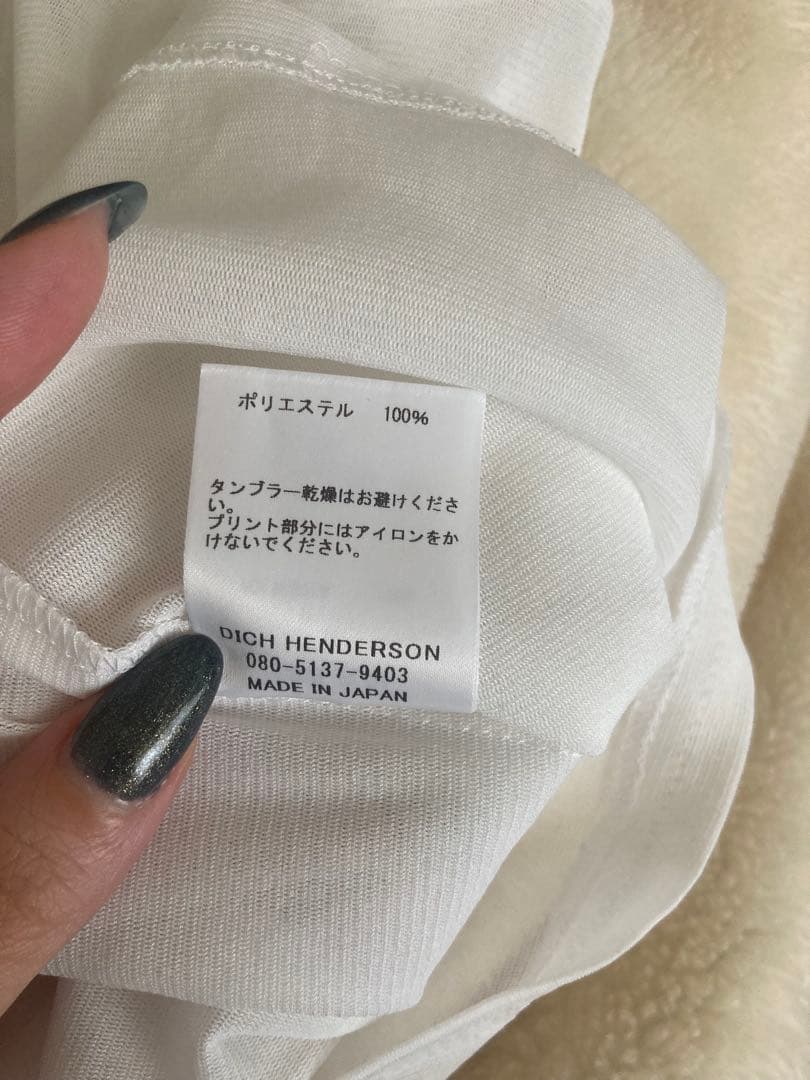 ポリエステル 100%
タンブラー乾燥はお避けくださ
い。
プリント部分にはアイロンをか
けないでください。
DICH HENDERSON
080-5137-9403
MADE IN JAPAN